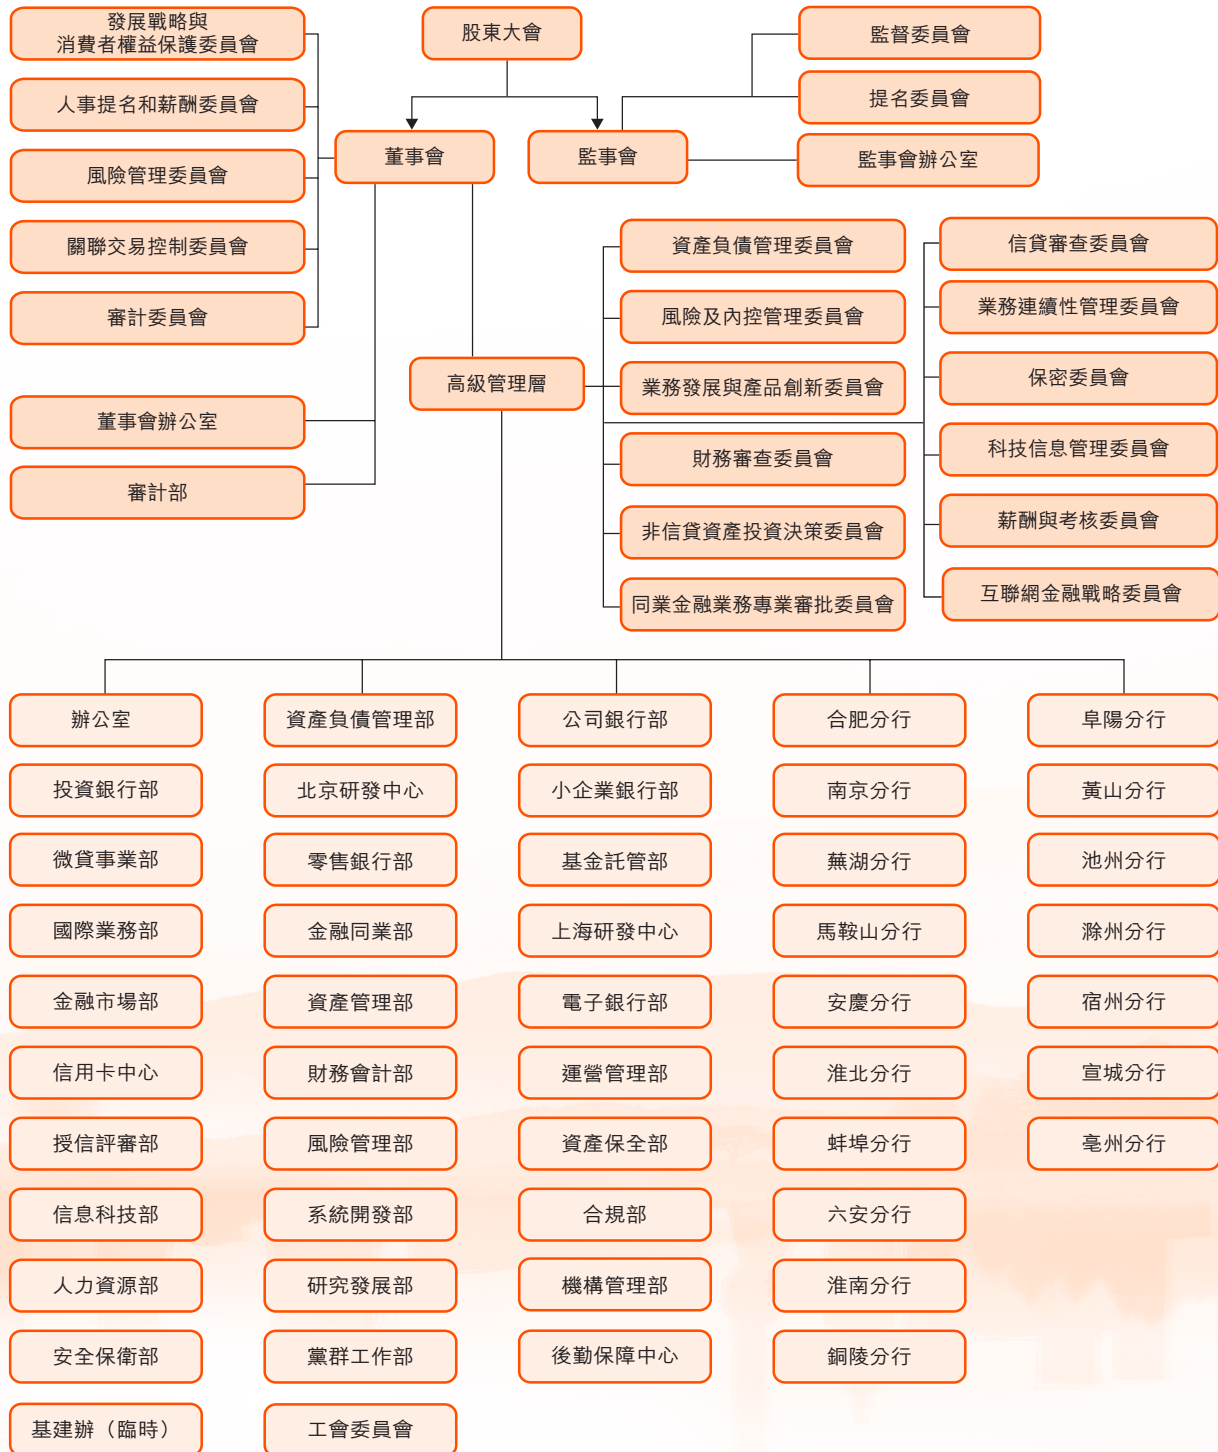 發展戰略與
消費者權益保護委員會
人事提名和薪酬委員會
風險管理委員會
關聯交易控制委員會
審計委員會
董事會辦公室
審計部
股東大會
董事會
監事會
監督委員會
提名委員會
監事會辦公室
高級管理層
資產負債管理委員會
風險及內控管理委員會
業務發展與產品創新委員會
財務審查委員會
非信貸資產投資決策委員會
同業金融業務專業審批委員會
信貸審查委員會
業務連續性管理委員會
保密委員會
科技信息管理委員會
薪酬與考核委員會
互聯網金融戰略委員會
辦公室
投資銀行部
微貸事業部
國際業務部
金融市場部
信用卡中心
授信評審部
信息科技部
人力資源部
安全保衛部
基建辦（臨時）
資產負債管理部
北京研發中心
零售銀行部
金融同業部
資產管理部
財務會計部
風險管理部
系統開發部
研究發展部
黨群工作部
工會委員會
公司銀行部
小企業銀行部
基金託管部
上海研發中心
電子銀行部
運營管理部
資產保全部
合規部
機構管理部
後勤保障中心
合肥分行
南京分行
蕪湖分行
馬鞍山分行
安慶分行
淮北分行
蚌埠分行
六安分行
淮南分行
銅陵分行
阜陽分行
黃山分行
池州分行
滁州分行
宿州分行
宣城分行
亳州分行